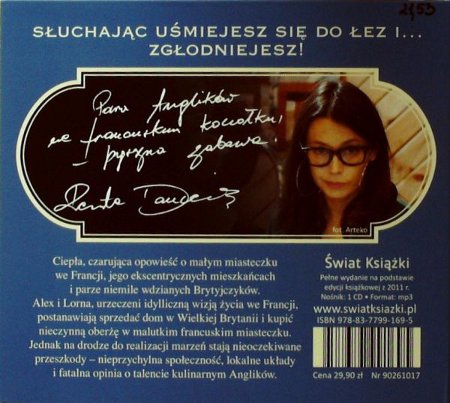 2,53
SŁUCHAJĄC UŚMIEJESZ SIĘ DO ŁEZ I...
ZGŁODNIEJESZ!
Para Anglików
we francuskim kociołku,
– pyszna zabawa.
fot. Arteko
Ciepła, czarująca opowieść o małym miasteczku
we Francji, jego ekscentrycznych mieszkańcach
i parze niemile widzianych Brytyjczyków.
Alex i Lorna, urzeczeni idylliczną wizją życia we Francji,
postanawiają sprzedać dom w Wielkiej Brytanii i kupić
nieczynną oberżę w malutkim francuskim miasteczku.
Jednak na drodze do realizacji marzeń stają nieoczekiwane
przeszkody – nieprzychylna społeczność, lokalne układy
i fatalna opinia o talencie kulinarnym Anglików.
Świat Książki
Pełne wydanie na podstawie
edycji książkowej z 2011 r.
Nośnik: 1 CD • Format: mp3
www.swiatksiazki.pl
ISBN 978-83-7799-169-5
Cena 29,90 zł Nr 90261017